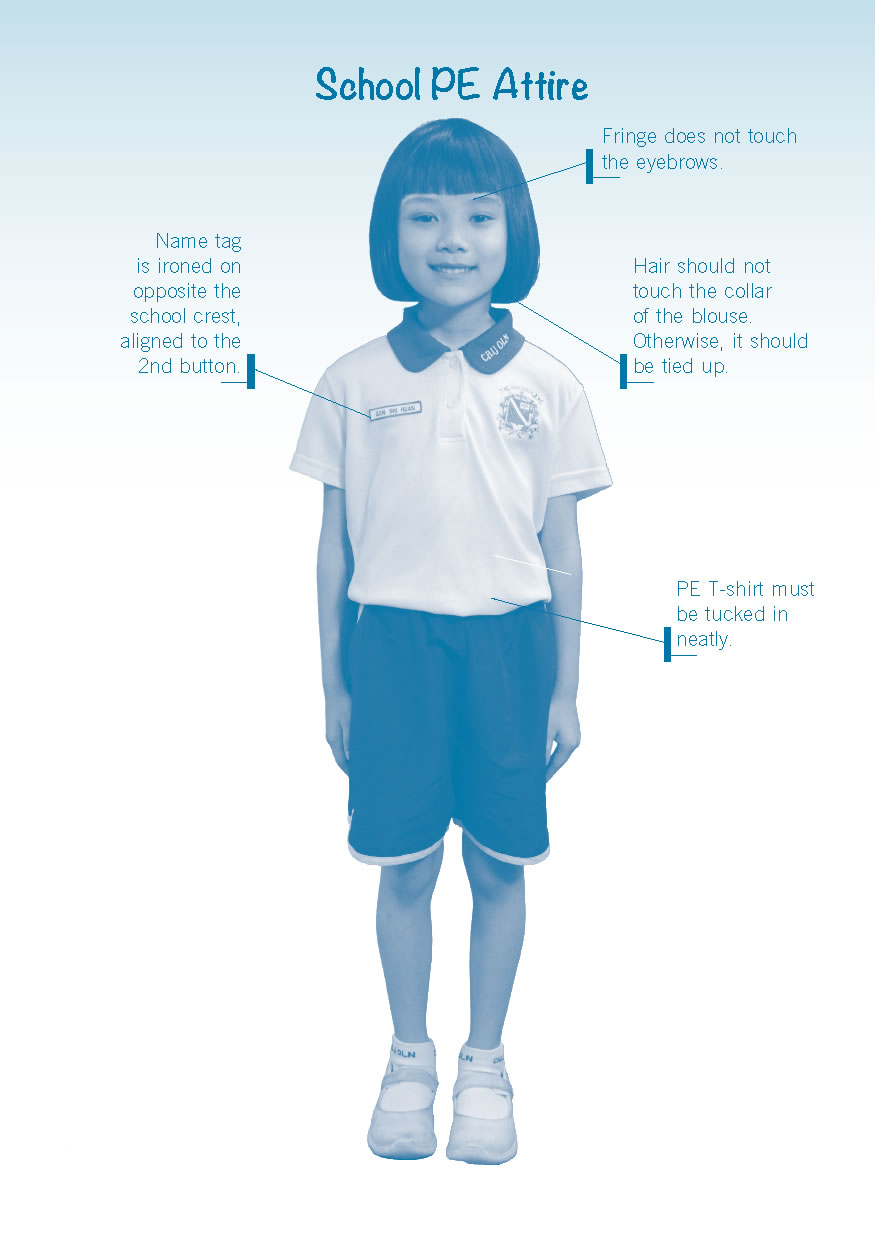 School PE Attire
Fringe does not touch
the eyebrows.
Name tag
is ironed on
opposite the
school crest,
aligned to the
2nd button.
Hair should not
touch the collar
of the blouse.
Otherwise, it should
be tied up.
CHIJ OLN
PE T-shirt must
be tucked in
neatly.
OLN